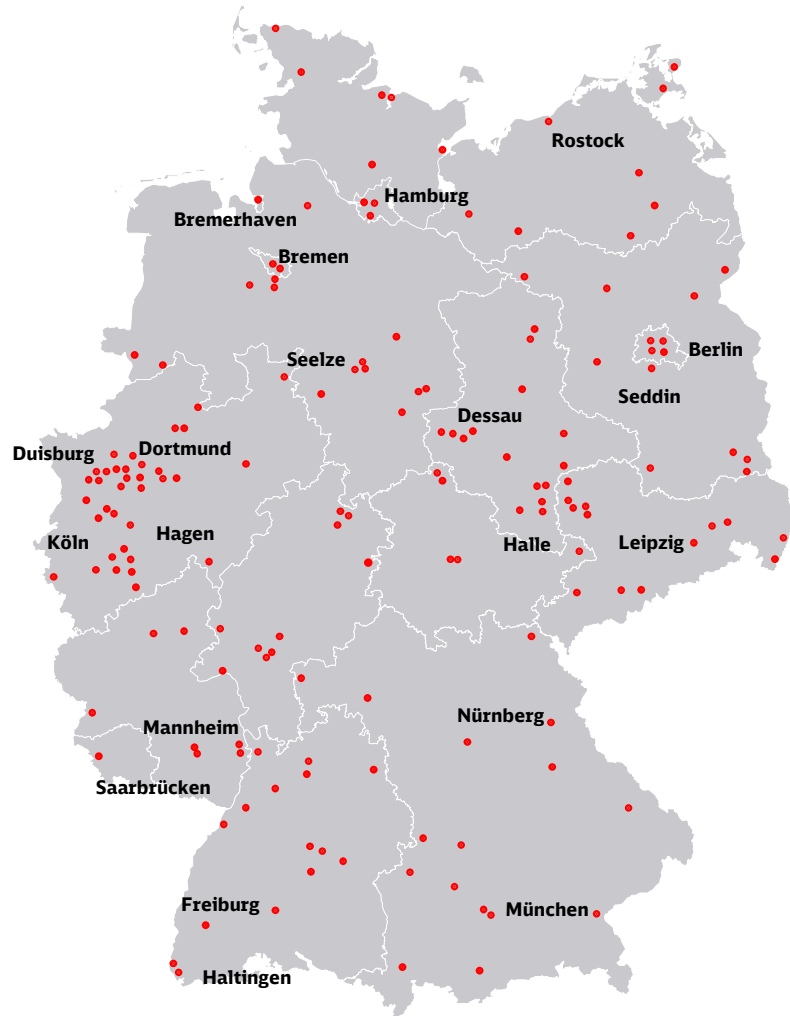 Rostock
Hamburg
Bremerhaven
Bremen
Berlin
Seelze
Seddin
Dessau
Dortmund
Duisburg
Hagen
Köln
Halle
Leipzig
Nürnberg
Mannheim
Saarbrücken
Freiburg
München
Haltingen